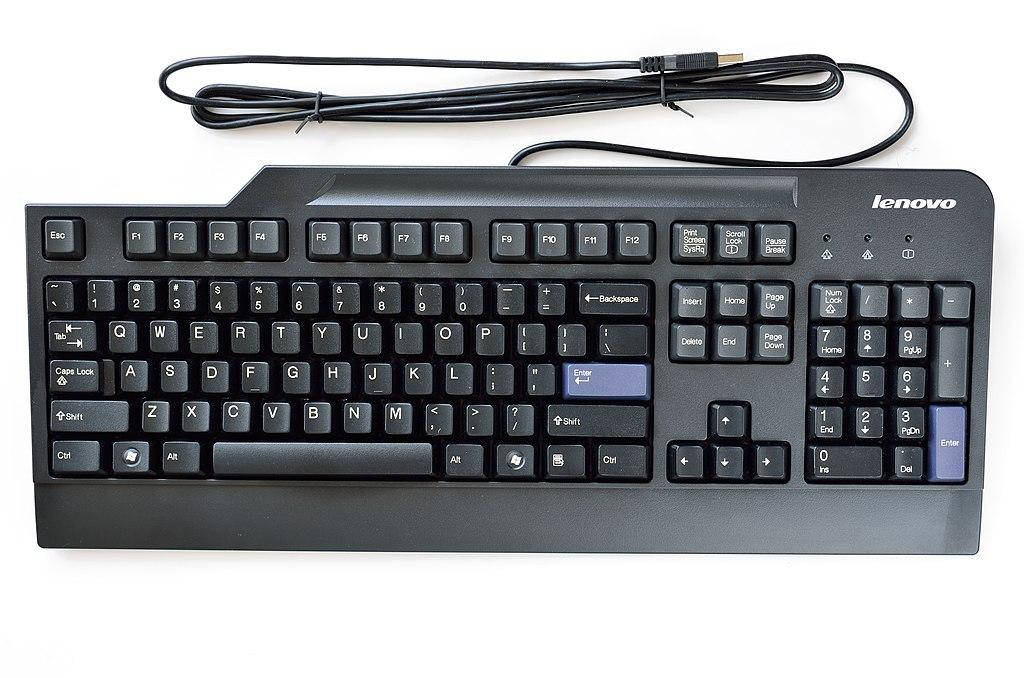 lenovo
Esc F1 F2 F3 F4 F5 F6 F7 F8 F9 F10 F11 F12 Print Screen SysRq Scroll Lock Pause Break
~ ` ! 1 @ 2 # 3 $ 4 % 5 ^ 6 & 7 * 8 ( 9 ) 0 — - + = ←Backspace Insert Home Page Up Num Lock / * -
Tab Q W E R T Y U I O P { [ } ] | \ Delete End Page Down 7 Home 8 ↑ 9 PgUp +
Caps Lock A S D F G H J K L : ; " ' Enter 4 ← 5 6 →
⇧Shift Z X C V B N M < , > . ? / ⇧Shift ↑ 1 End 2 ↓ 3 PgDn Enter
Ctrl Alt Alt Ctrl ← ↓ → 0 Ins . Del